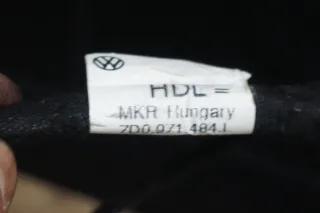 HDL =
MKR Hungary
7D0 971 484 J